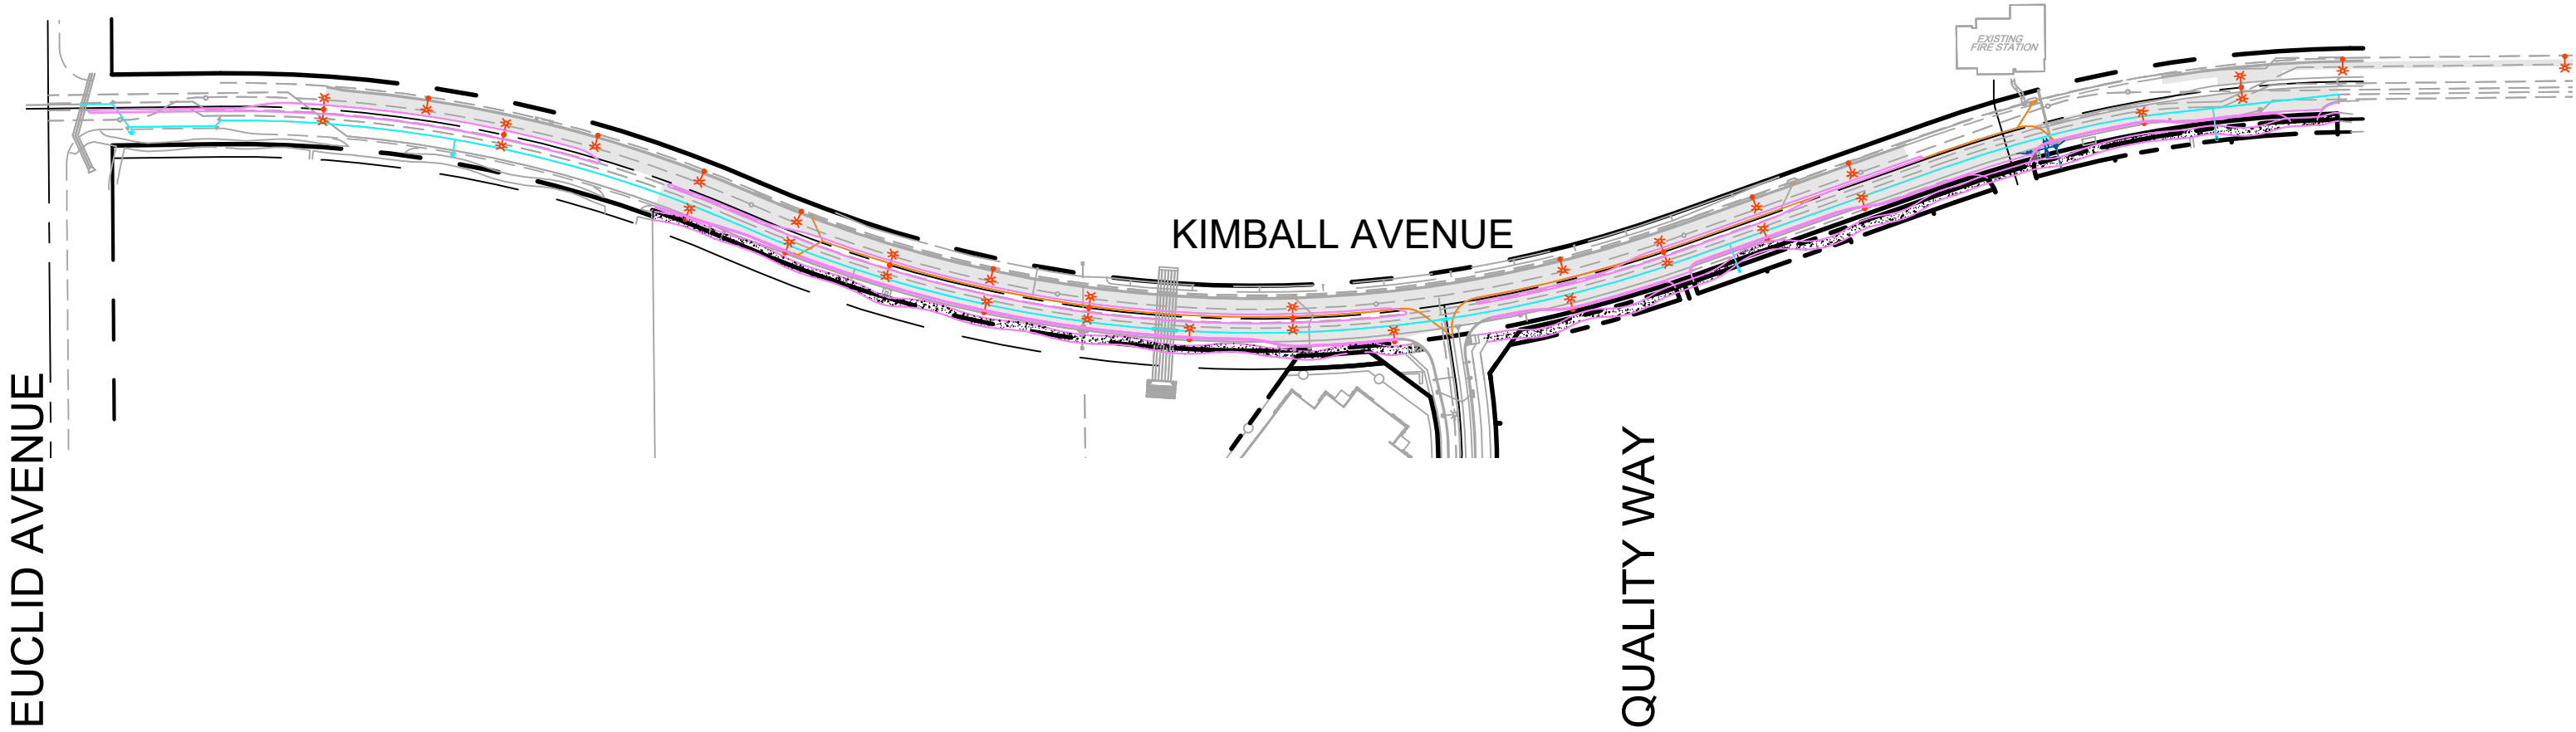 EXISTING
FIRE STATION
KIMBALL AVENUE
EUCLID AVENUE
QUALITY WAY